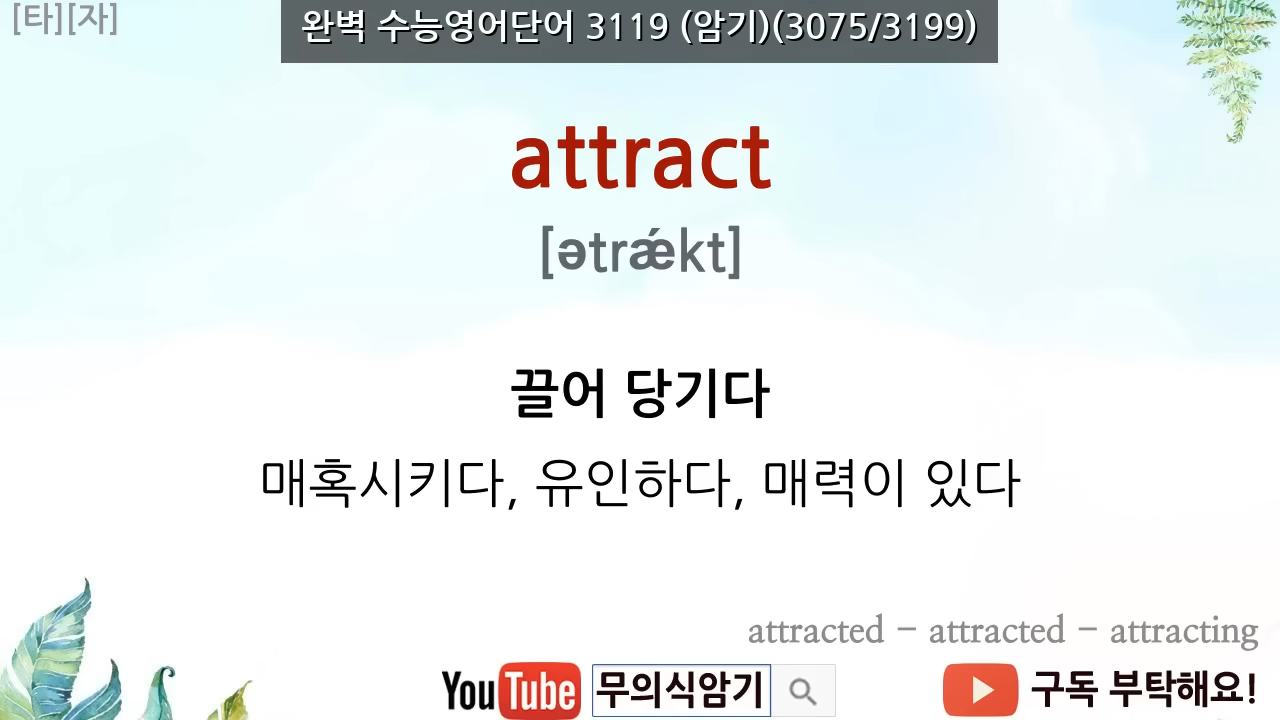 [타][자]
완벽 수능영어단어 3119 (암기)(3075/3199)
attract
[ətrǽkt]
끌어 당기다
매혹시키다, 유인하다, 매력이 있다
attracted - attracted - attracting
YouTube 무의식암기 구독 부탁해요!